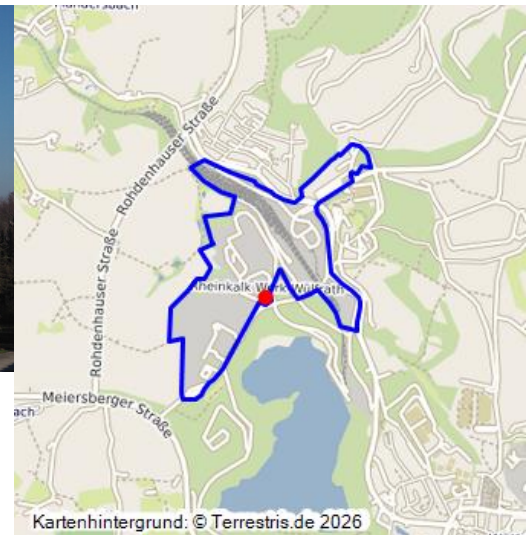 Rohdenhauser Straße
Rohdenhauser Straße
Rheinkalk Werk Wülfrath
Meiersberger Straße
Kartenhintergrund: © Terrestris.de 2026